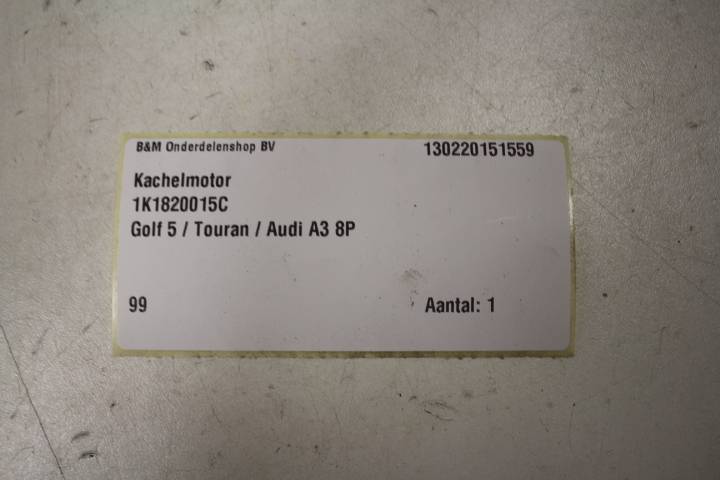 B&M Onderdelenshop BV 130220151559
Kachelmotor
1K1820015C
Golf 5 / Touran / Audi A3 8P
99 Aantal: 1